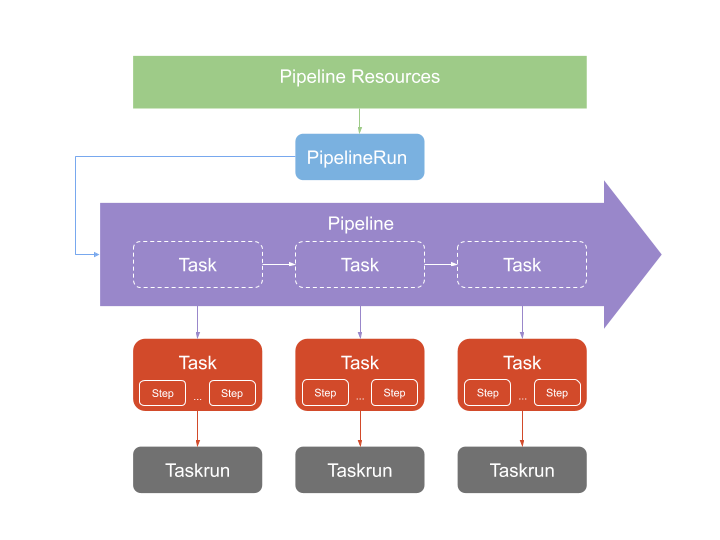 Pipeline Resources
PipelineRun
Pipeline
Task
Task
Task
Task
Task
Task
Step
...
Step
Step
...
Step
Step
...
Step
Taskrun
Taskrun
Taskrun